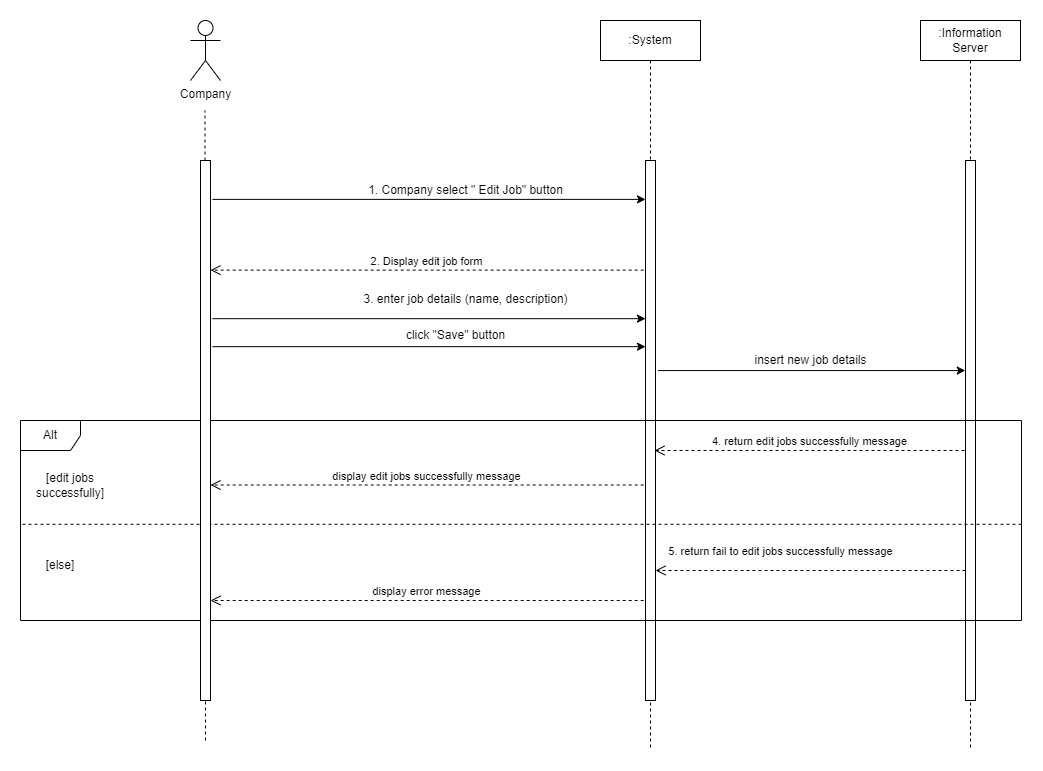 :System
:Information
Server
Company
1. Company select " Edit Job" button
2. Display edit job form
3. enter job details (name, description)
click "Save" button
insert new job details
Alt
4. return edit jobs successfully message
[edit jobs
successfully]
display edit jobs successfully message
5. return fail to edit jobs successfully message
[else]
display error message